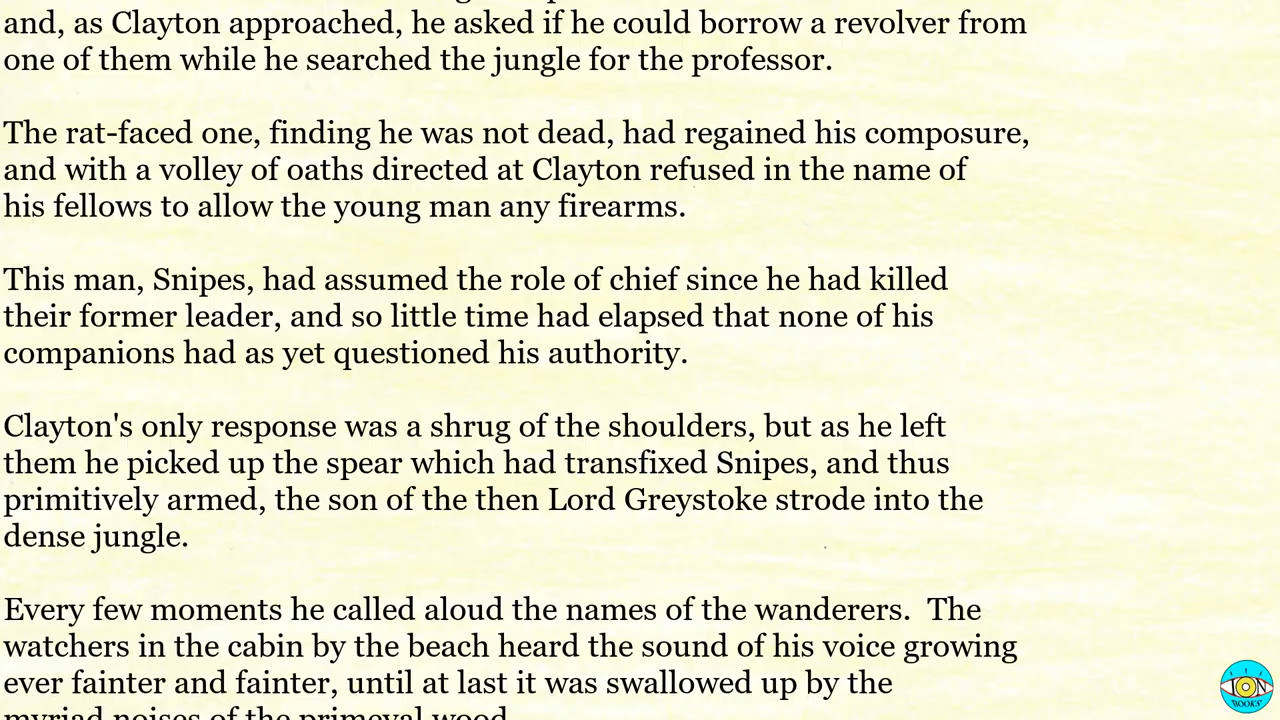 and, as Clayton approached, he asked if he could borrow a revolver from
one of them while he searched the jungle for the professor.
The rat-faced one, finding he was not dead, had regained his composure,
and with a volley of oaths directed at Clayton refused in the name of
his fellows to allow the young man any firearms.
This man, Snipes, had assumed the role of chief since he had killed
their former leader, and so little time had elapsed that none of his
companions had as yet questioned his authority.
Clayton's only response was a shrug of the shoulders, but as he left
them he picked up the spear which had transfixed Snipes, and thus
primitively armed, the son of the then Lord Greystoke strode into the
dense jungle.
Every few moments he called aloud the names of the wanderers.  The
watchers in the cabin by the beach heard the sound of his voice growing
ever fainter and fainter, until at last it was swallowed up by the
myriad noises of the primeval wood.
ION
BOOKS